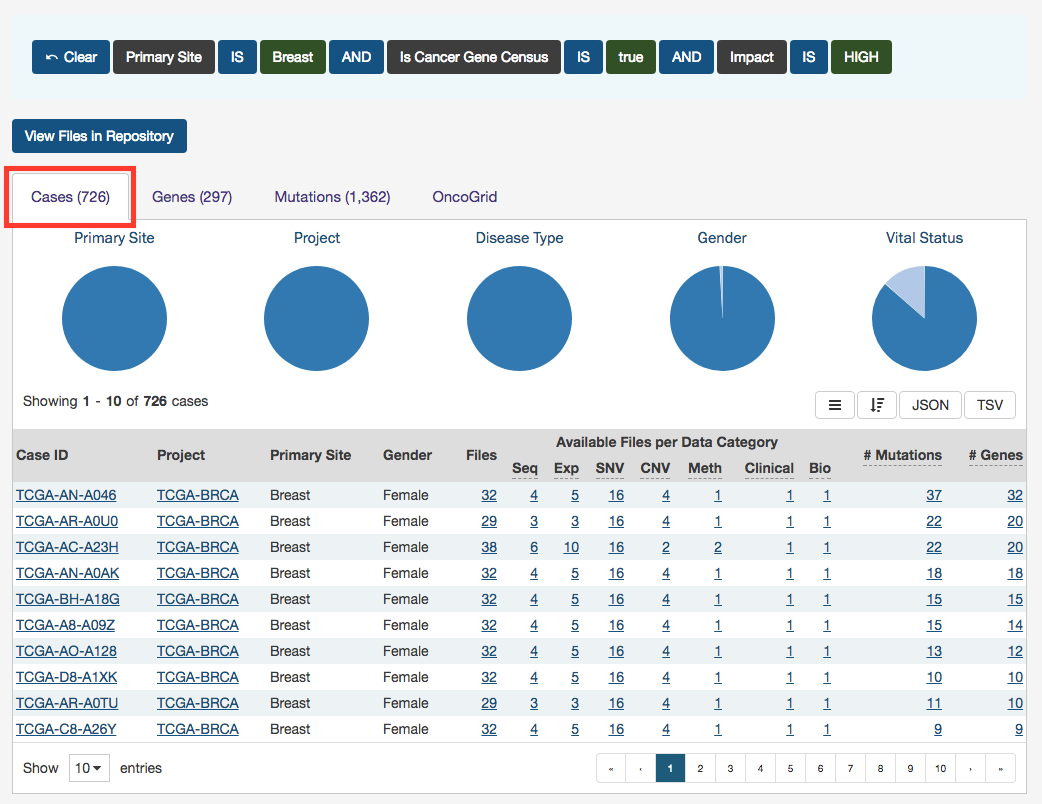 Clear Primary Site IS Breast AND Is Cancer Gene Census IS true AND Impact IS HIGH
View Files in Repository
Cases (726) Genes (297) Mutations (1,362) OncoGrid
Primary Site Project Disease Type Gender Vital Status
Showing 1 - 10 of 726 cases JSON TSV
Available Files per Data Category
Case ID Project Primary Site Gender Files # Mutations # Genes
Seq Exp SNV CNV Meth Clinical Bio
TCGA-AN-A046 TCGA-BRCA Breast Female 32 4 5 16 4 1 1 1 37 32
TCGA-AR-A0U0 TCGA-BRCA Breast Female 29 3 3 16 4 1 1 1 22 20
TCGA-AC-A23H TCGA-BRCA Breast Female 38 6 10 16 2 2 1 1 22 20
TCGA-AN-A0AK TCGA-BRCA Breast Female 32 4 5 16 4 1 1 1 18 18
TCGA-BH-A18G TCGA-BRCA Breast Female 32 4 5 16 4 1 1 1 15 15
TCGA-A8-A09Z TCGA-BRCA Breast Female 32 4 5 16 4 1 1 1 15 14
TCGA-AO-A128 TCGA-BRCA Breast Female 32 4 5 16 4 1 1 1 13 12
TCGA-D8-A1XK TCGA-BRCA Breast Female 32 4 5 16 4 1 1 1 10 10
TCGA-AR-A0TU TCGA-BRCA Breast Female 29 3 3 16 4 1 1 1 11 10
TCGA-C8-A26Y TCGA-BRCA Breast Female 32 4 5 16 4 1 1 1 9 9
Show 10 entries « ‹ 1 2 3 4 5 6 7 8 9 10 › »